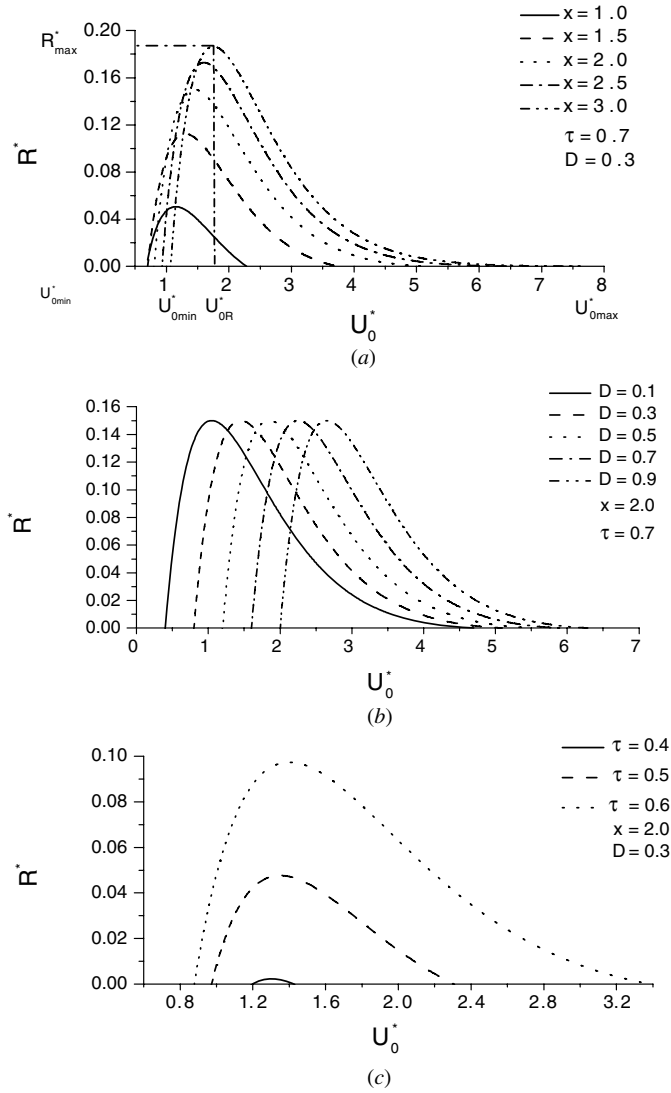 x = 1.0
x = 1.5
x = 2.0
x = 2.5
x = 3.0
τ = 0.7
D = 0.3
R*max
0.20
0.16
0.12
0.08
0.04
0.00
R*
1 2 3 4 5 6 7 8
U*0min U*0min U*0R U*0max
U*0
(a)
D = 0.1
D = 0.3
D = 0.5
D = 0.7
D = 0.9
x = 2.0
τ = 0.7
0.16
0.14
0.12
0.10
0.08
0.06
0.04
0.02
0.00
R*
0 1 2 3 4 5 6 7
U*0
(b)
τ = 0.4
τ = 0.5
τ = 0.6
x = 2.0
D = 0.3
0.10
0.08
0.06
0.04
0.02
0.00
R*
0.8 1.2 1.6 2.0 2.4 2.8 3.2
U*0
(c)